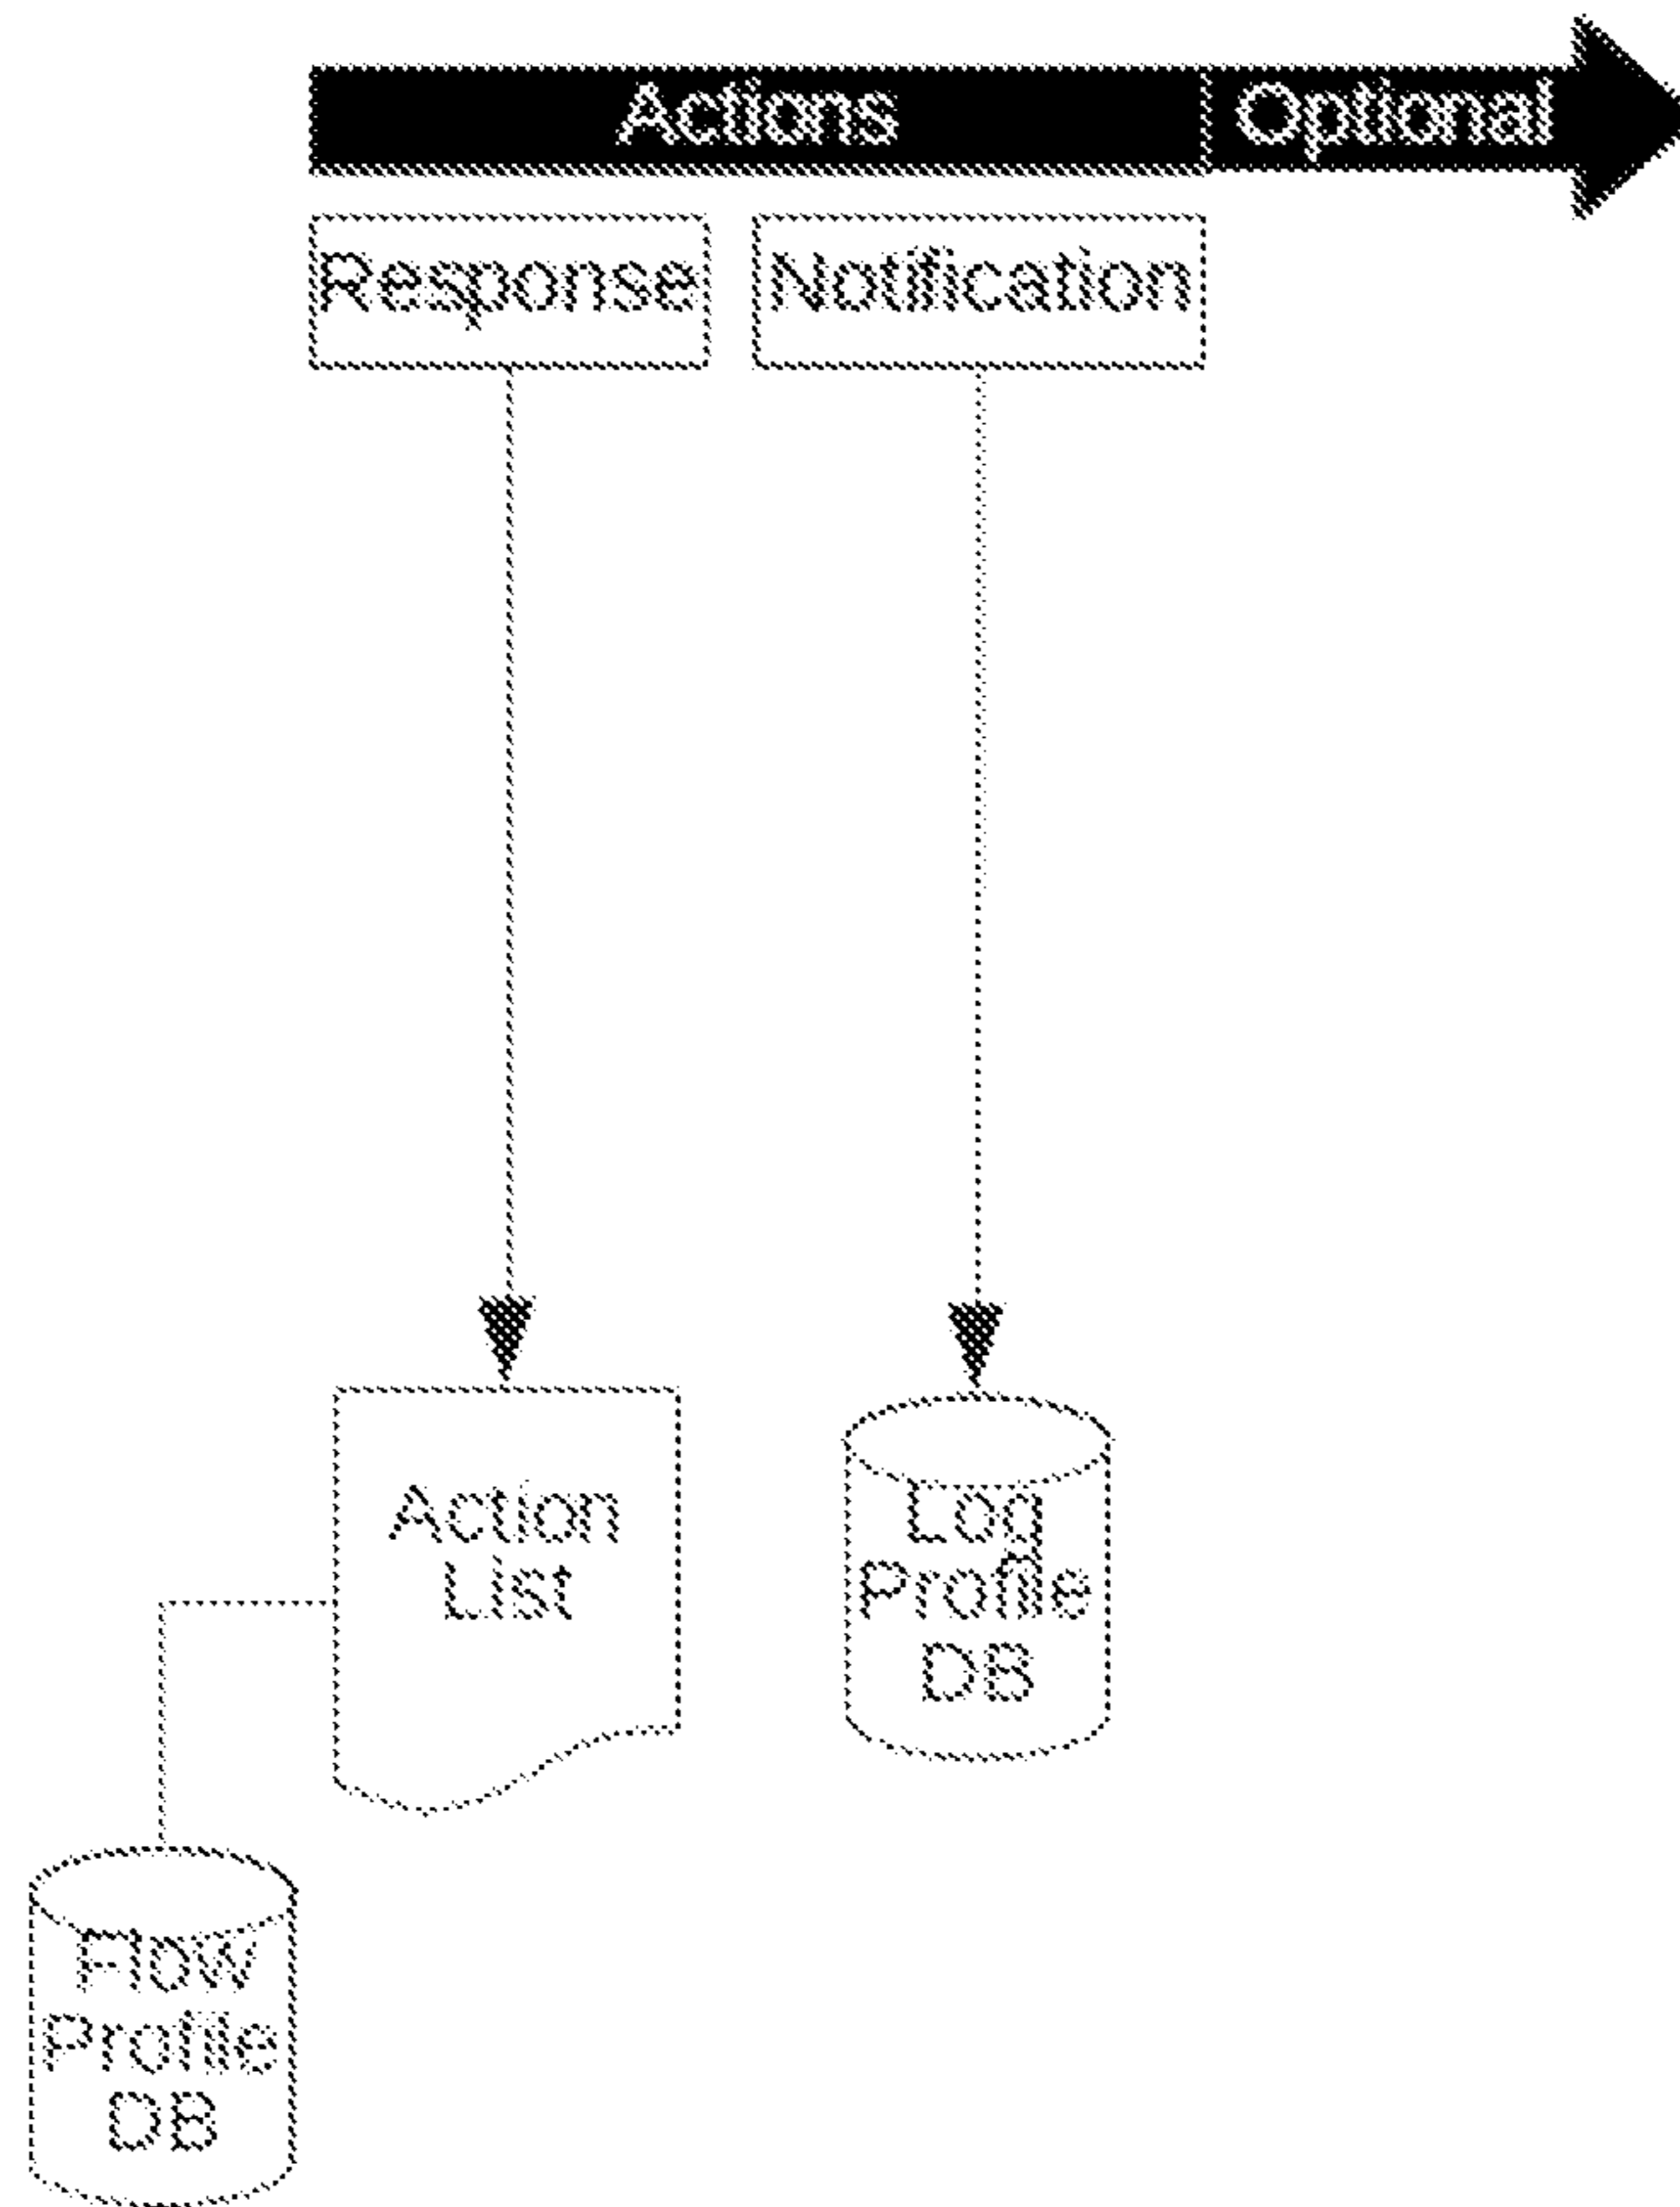 Actions Optional
Response Notification
Action
List
Log
Profile
DB
Flow
Profile
DB